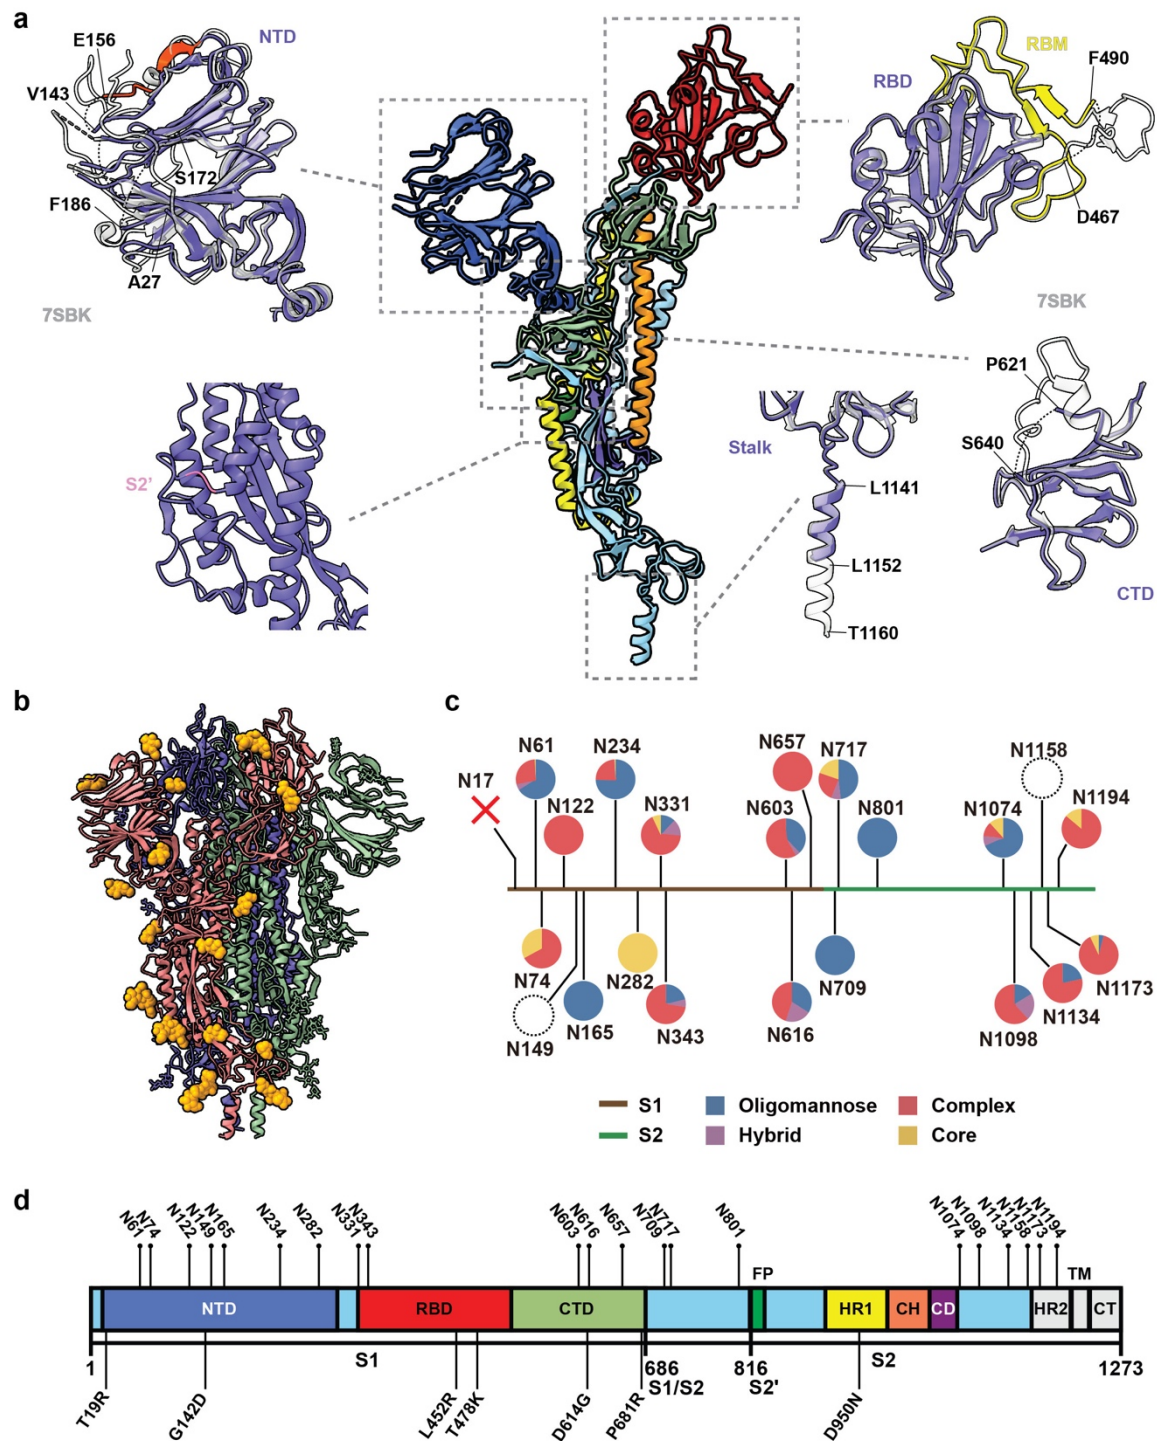 a
E156
NTD
V143
S172
F186
A27
7SBK
RBM
F490
RBD
D467
7SBK
P621
S640
CTD
S2’
Stalk
L1141
L1152
T1160
b
c
N17
N61
N234
N657
N717
N1158
N122
N331
N603
N801
N1074
N1194
N74
N282
N709
N1173
N149
N165
N343
N616
N1098
N1134
S1
Oligomannose
Complex
S2
Hybrid
Core
d
N61
N74
N122
N149
N165
N234
N282
N331
N343
N603
N616
N657
N709
N717
N801
N1074
N1098
N1134
N1158
N1173
N1194
FP
TM
NTD
RBD
CTD
HR1
CH
CD
HR2
CT
1
S1
686
816
S2
1273
S1/S2
S2'
T19R
G142D
L452R
T478K
D614G
P681R
D950N